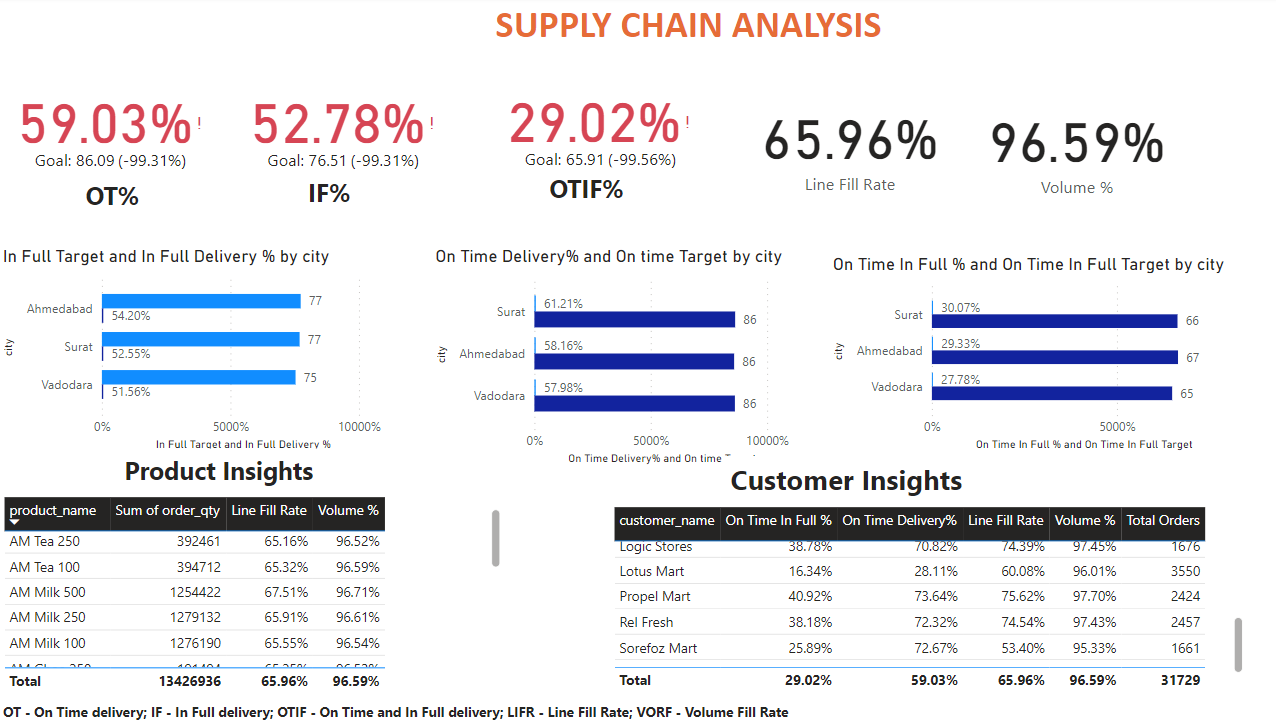 SUPPLY CHAIN ANALYSIS
59.03%!
Goal: 86.09 (-99.31%)
OT%
52.78%!
Goal: 76.51 (-99.31%)
IF%
29.02%!
Goal: 65.91 (-99.56%)
OTIF%
65.96%
Line Fill Rate
96.59%
Volume %
In Full Target and In Full Delivery % by city
city
Ahmedabad 77
54.20%
Surat 77
52.55%
Vadodara 75
51.56%
0% 5000% 10000%
In Full Target and In Full Delivery %
On Time Delivery% and On time Target by city
city
Surat 61.21%
86
Ahmedabad 58.16%
86
Vadodara 57.98%
86
0% 5000% 10000%
On Time Delivery% and On time
On Time In Full % and On Time In Full Target by city
city
Surat 30.07%
66
Ahmedabad 29.33%
67
Vadodara 27.78%
65
0% 5000%
On Time In Full % and On Time In Full Target
Product Insights
product_name Sum of order_qty Line Fill Rate Volume %
AM Tea 250 392461 65.16% 96.52%
AM Tea 100 394712 65.32% 96.59%
AM Milk 500 1254422 67.51% 96.71%
AM Milk 250 1279132 65.91% 96.61%
AM Milk 100 1276190 65.55% 96.54%
Total 13426936 65.96% 96.59%
Customer Insights
customer_name On Time In Full % On Time Delivery% Line Fill Rate Volume % Total Orders
Logic Stores 38.78% 70.82% 74.39% 97.45% 1676
Lotus Mart 16.34% 28.11% 60.08% 96.01% 3550
Propel Mart 40.92% 73.64% 75.62% 97.70% 2424
Rel Fresh 38.18% 72.32% 74.54% 97.43% 2457
Sorefoz Mart 25.89% 72.67% 53.40% 95.33% 1661
Total 29.02% 59.03% 65.96% 96.59% 31729
OT - On Time delivery; IF - In Full delivery; OTIF - On Time and In Full delivery; LIFR - Line Fill Rate; VORF - Volume Fill Rate